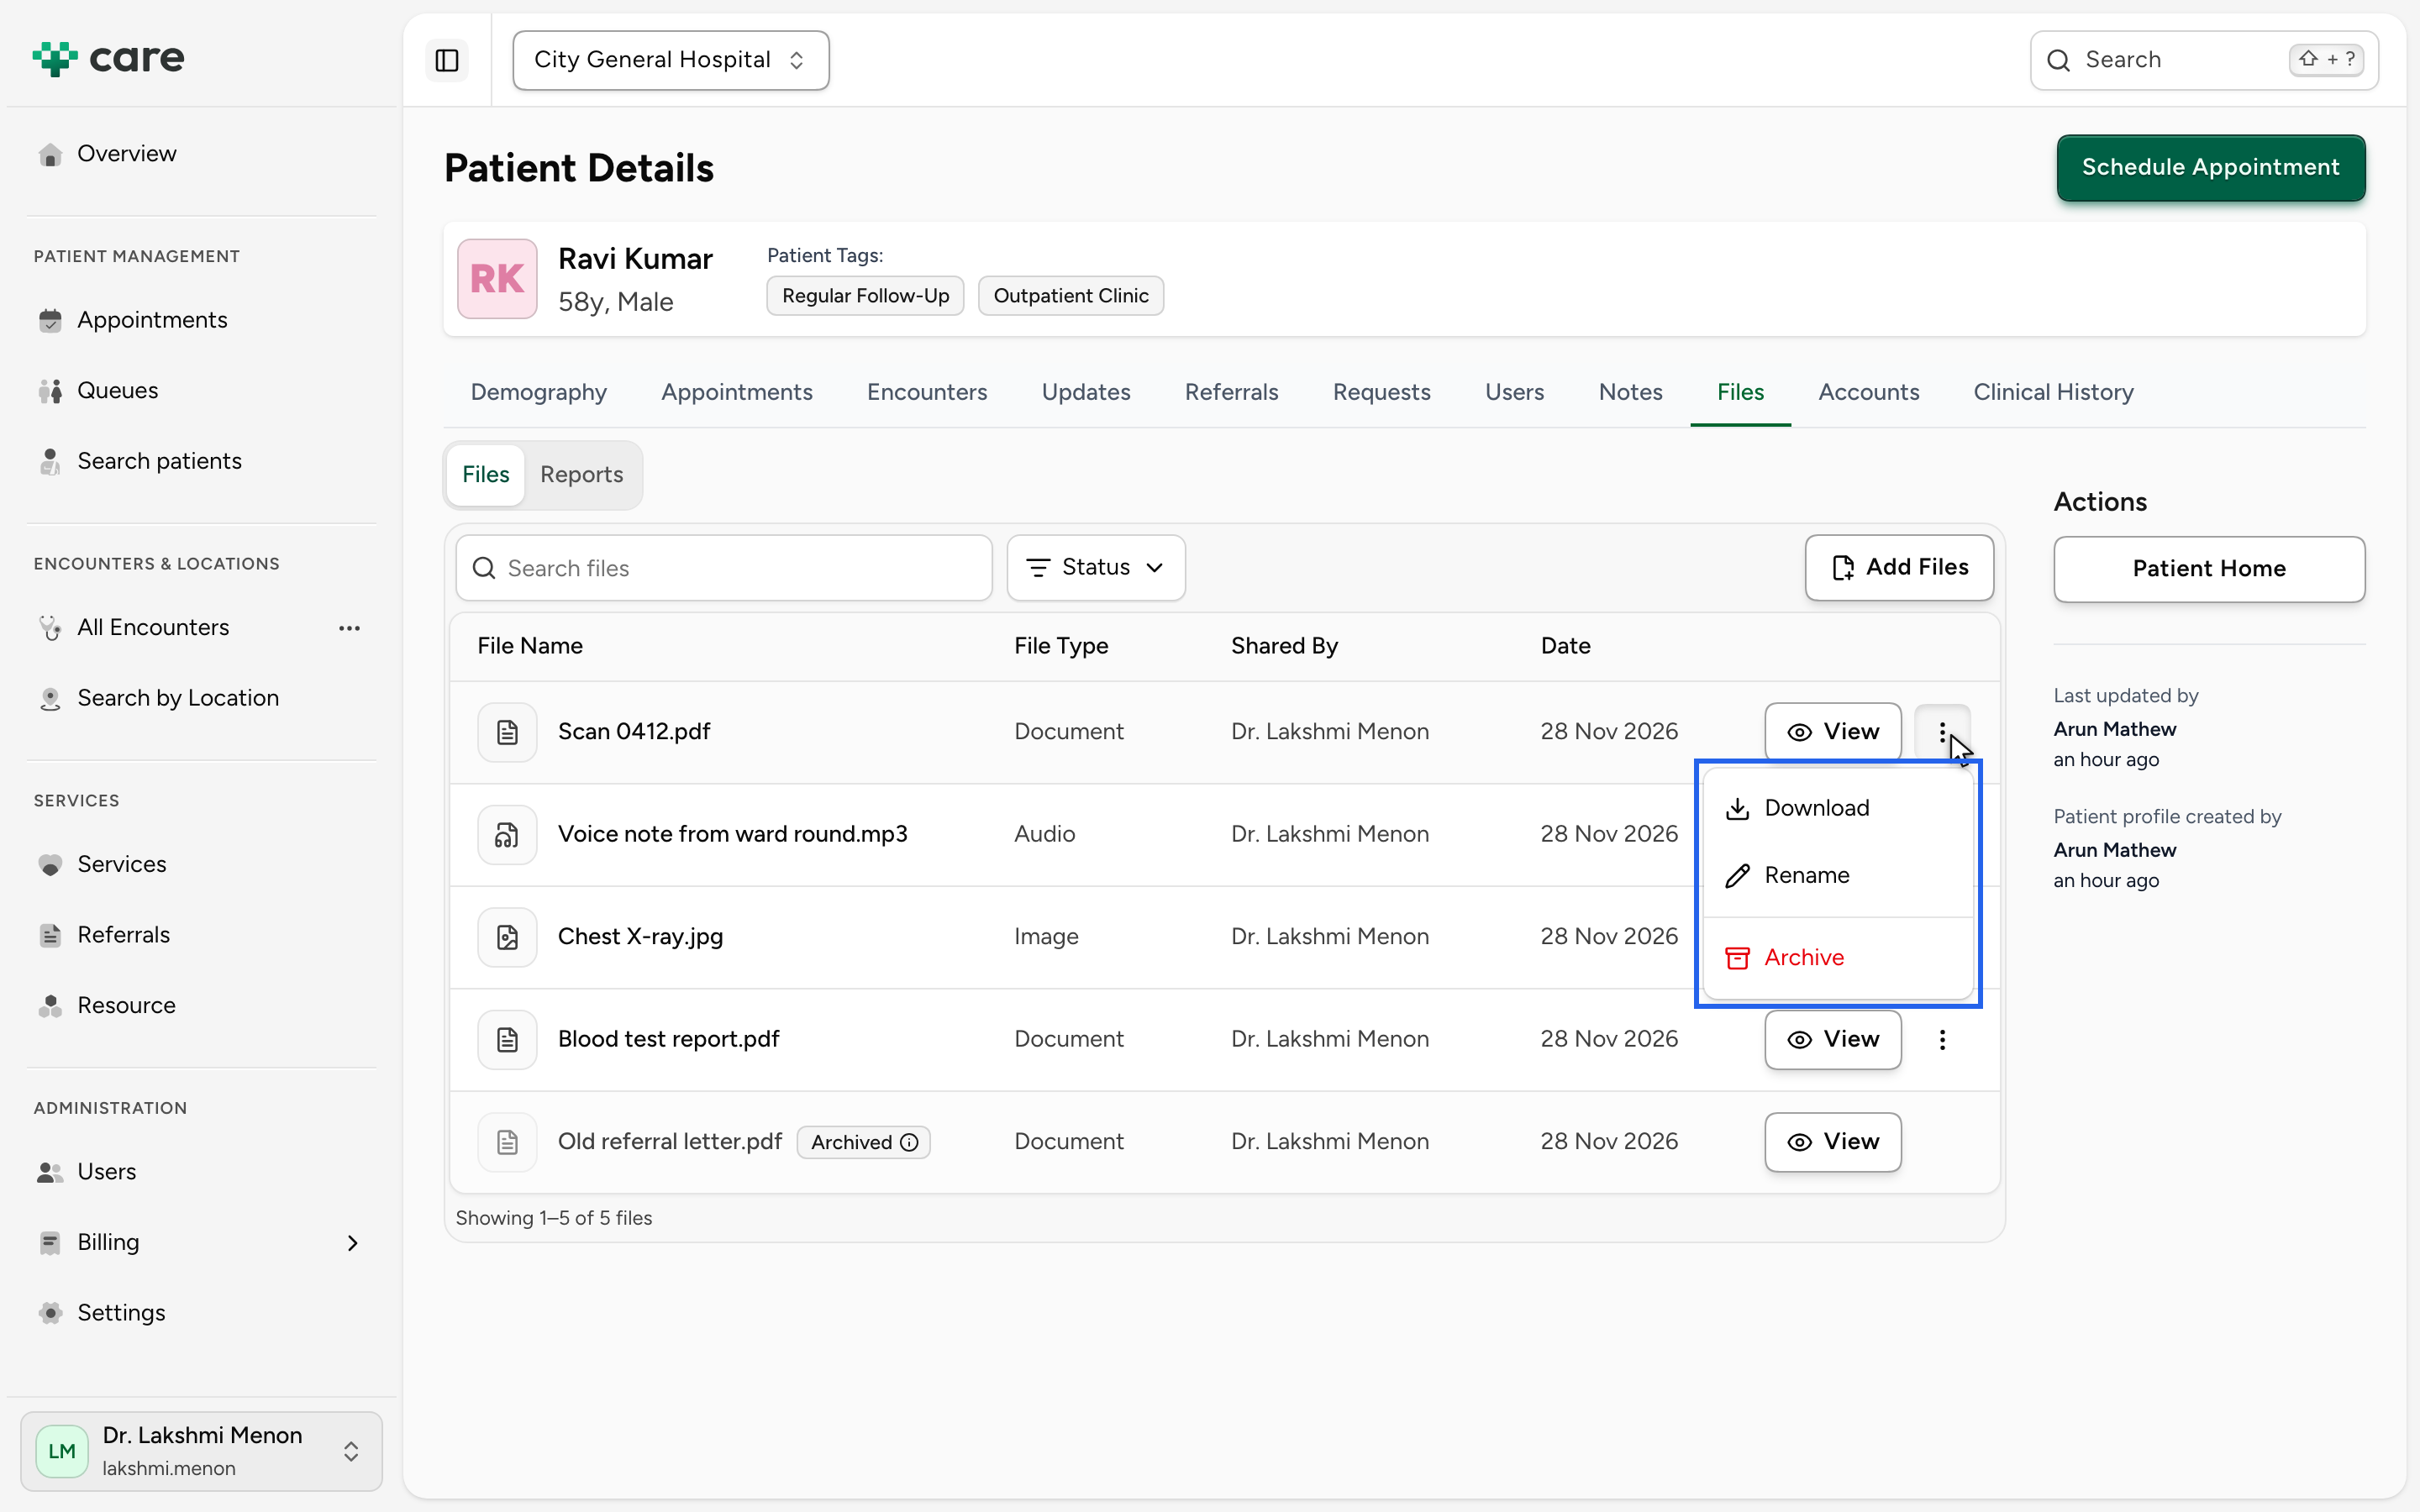 care
City General Hospital
Search
+ ?
Overview
PATIENT MANAGEMENT
Appointments
Queues
Search patients
ENCOUNTERS & LOCATIONS
All Encounters
Search by Location
SERVICES
Services
Referrals
Resource
ADMINISTRATION
Users
Billing
Settings
LM
Dr. Lakshmi Menon
lakshmi.menon
Patient Details
Schedule Appointment
RK
Ravi Kumar
58y, Male
Patient Tags:
Regular Follow-Up
Outpatient Clinic
Demography
Appointments
Encounters
Updates
Referrals
Requests
Users
Notes
Files
Accounts
Clinical History
Files
Reports
Search files
Status
Add Files
File Name
File Type
Shared By
Date
Scan 0412.pdf
Document
Dr. Lakshmi Menon
28 Nov 2026
View
Voice note from ward round.mp3
Audio
Dr. Lakshmi Menon
28 Nov 2026
Chest X-ray.jpg
Image
Dr. Lakshmi Menon
28 Nov 2026
Download
Rename
Archive
Blood test report.pdf
Document
Dr. Lakshmi Menon
28 Nov 2026
View
Old referral letter.pdf
Archived
Document
Dr. Lakshmi Menon
28 Nov 2026
View
Showing 1–5 of 5 files
Actions
Patient Home
Last updated by
Arun Mathew
an hour ago
Patient profile created by
Arun Mathew
an hour ago